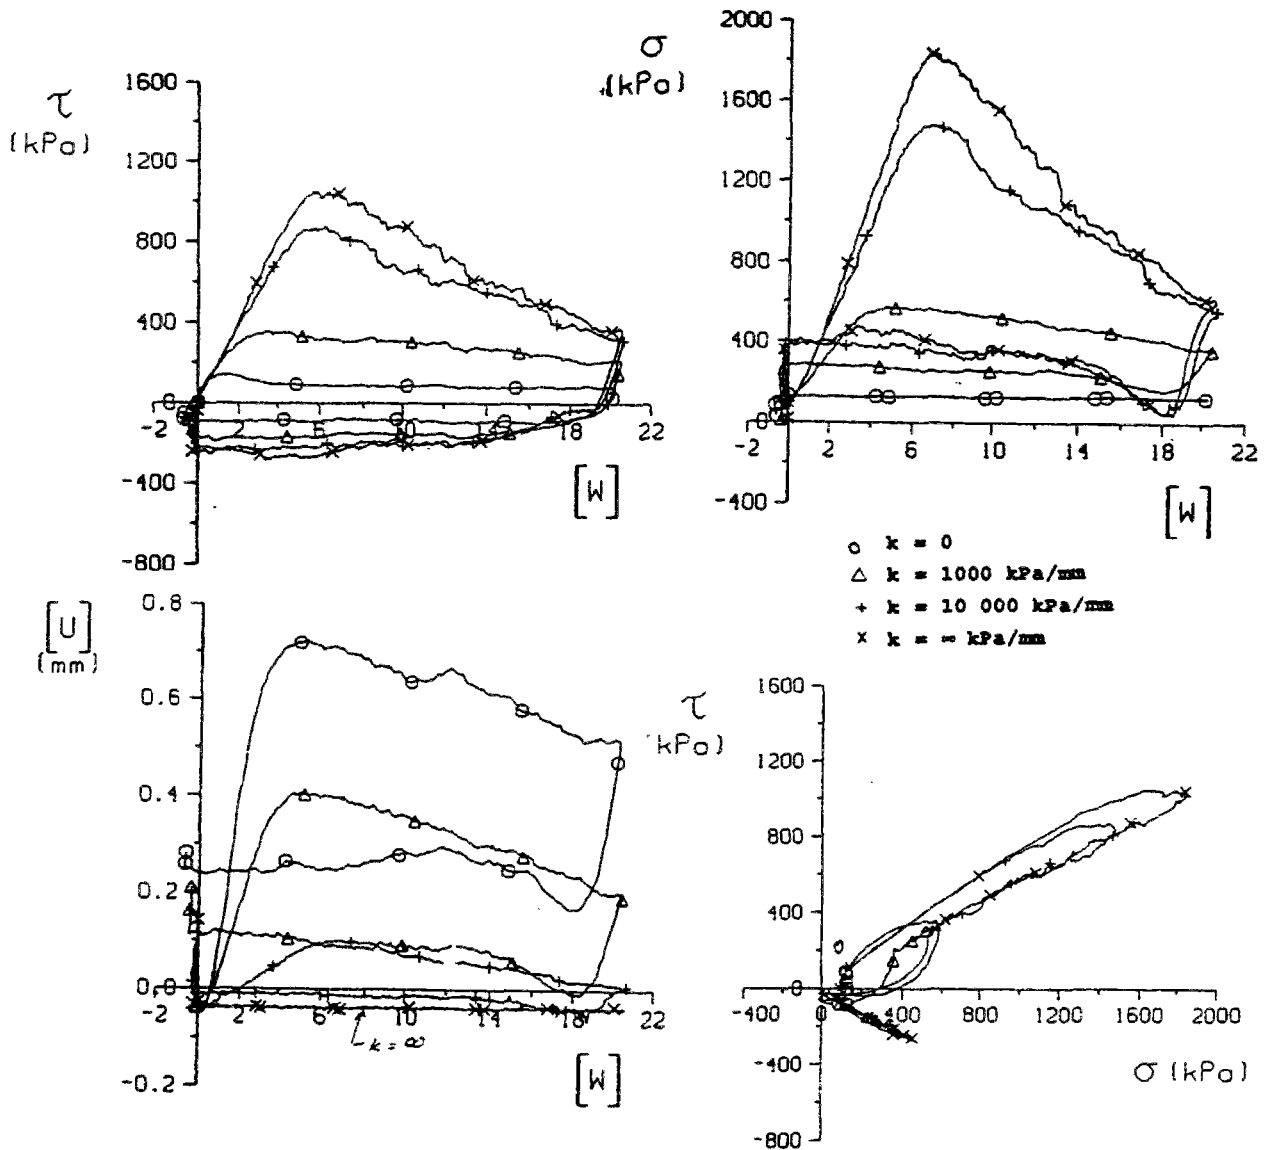 τ
(kPa)
1600
1200
800
400
0
-2 2 6 10 18 22
-400
-800
[W]
σ
(kPa)
2000
1600
1200
800
400
0
-2 2 6 10 14 18 22
-400
[W]
k = 0
k = 1000 kPa/mm
k = 10 000 kPa/mm
k = ∞ kPa/mm
[U]
(mm)
0.8
0.6
0.4
0.2
0.0
-2 2 6 10 14 18 22
-0.2
k = ∞
[W]
τ
kPa)
1600
1200
800
400
0
-400 0 400 800 1200 1600 2000
-400
-800
σ (kPa)